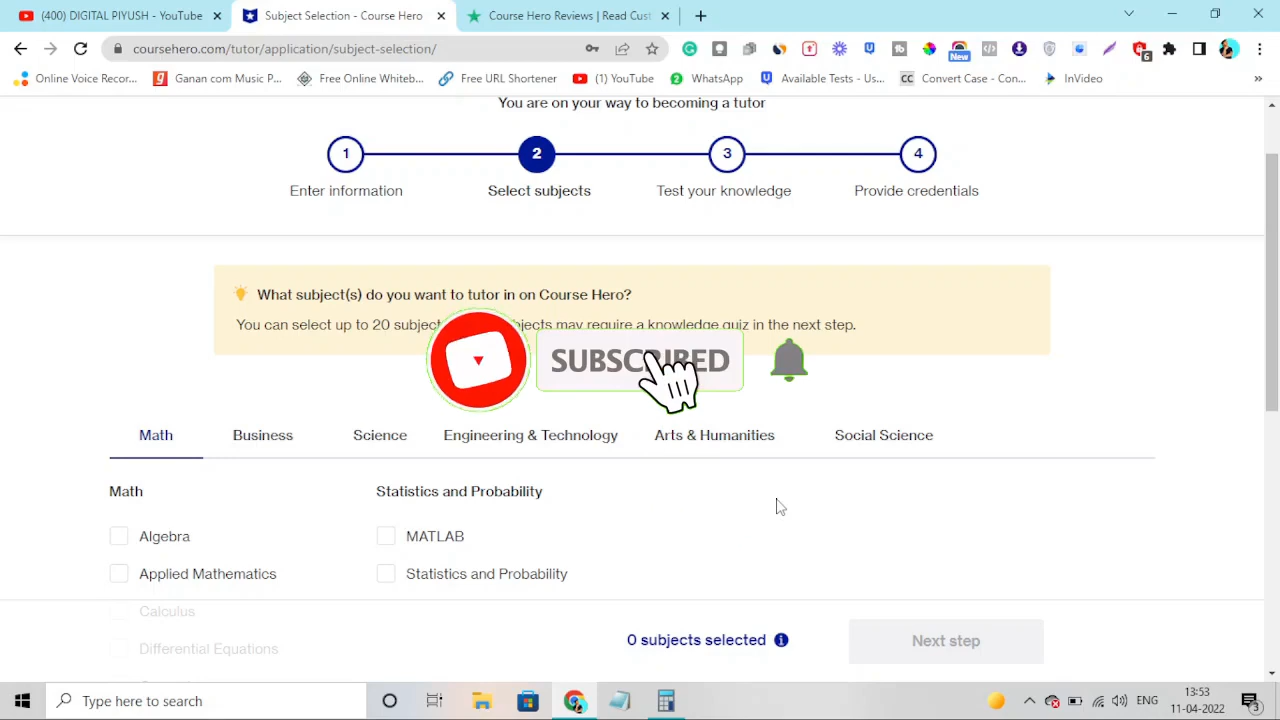 (400) DIGITAL PIYUSH - YouTube
Subject Selection - Course Hero
Course Hero Reviews | Read Cust
coursehero.com/tutor/application/subject-selection/
New
6
Online Voice Recor...
Ganan com Music P...
Free Online Whiteb...
Free URL Shortener
(1) YouTube
2
WhatsApp
Available Tests - Us...
CC
Convert Case - Con...
InVideo
»
You are on your way to becoming a tutor
1
2
3
4
Enter information
Select subjects
Test your knowledge
Provide credentials
What subject(s) do you want to tutor in on Course Hero?
You can select up to 20 subject jects may require a knowledge quiz in the next step.
SUBSCRIBED
Math
Business
Science
Engineering & Technology
Arts & Humanities
Social Science
Math
Statistics and Probability
Algebra
MATLAB
Applied Mathematics
Statistics and Probability
Calculus
Differential Equations
0 subjects selected
Next step
Type here to search
ENG
13:53
11-04-2022
3